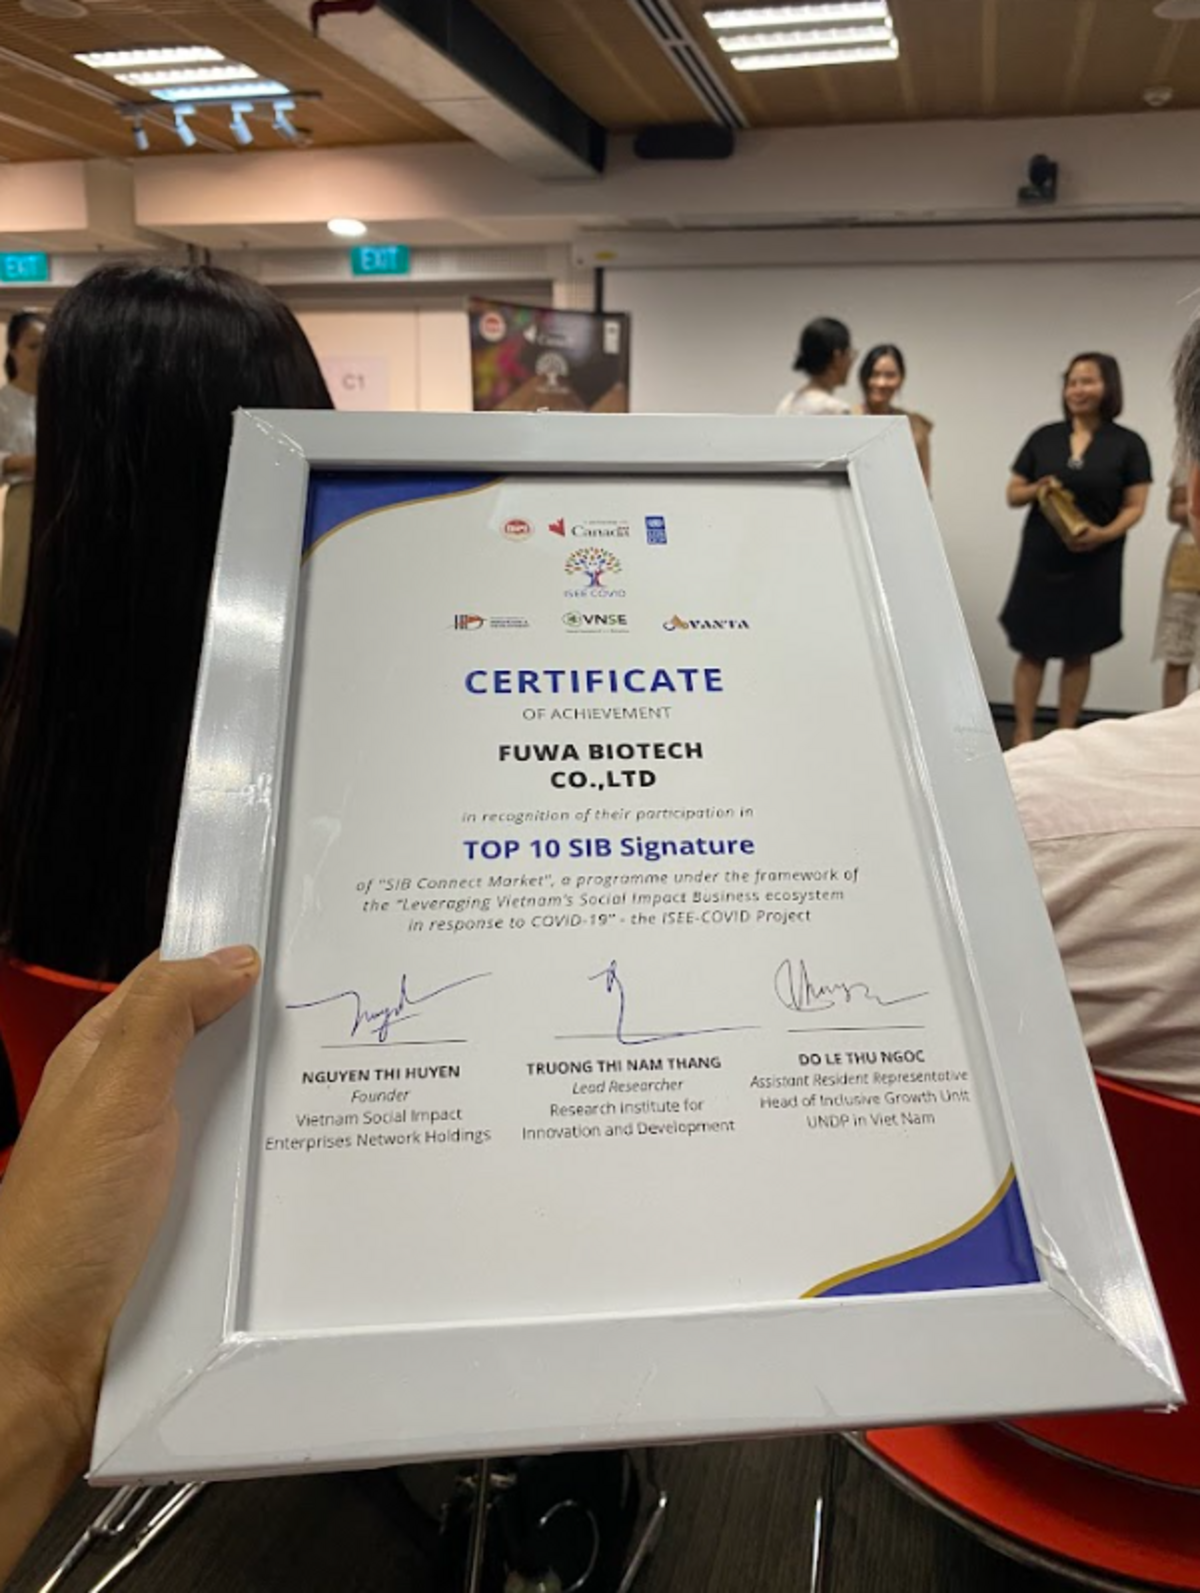 EXIT
EXIT
C1
Canada
ISEE-COVID
VNSE
CERTIFICATE
OF ACHIEVEMENT
FUWA BIOTECH
CO.,LTD
in recognition of their participation in
TOP 10 SIB Signature
of "SIB Connect Market", a programme under the framework of
the "Leveraging Vietnam's Social Impact Business ecosystem
in response to COVID-19" - the ISEE-COVID Project
NGUYEN THI HUYEN
Founder
Vietnam Social Impact
Enterprises Network Holdings
TRUONG THI NAM THANG
Lead Researcher
Research Institute for
Innovation and Development
DO LE THU NGOC
Assistant Resident Representative
Head of Inclusive Growth Unit
UNDP in Viet Nam